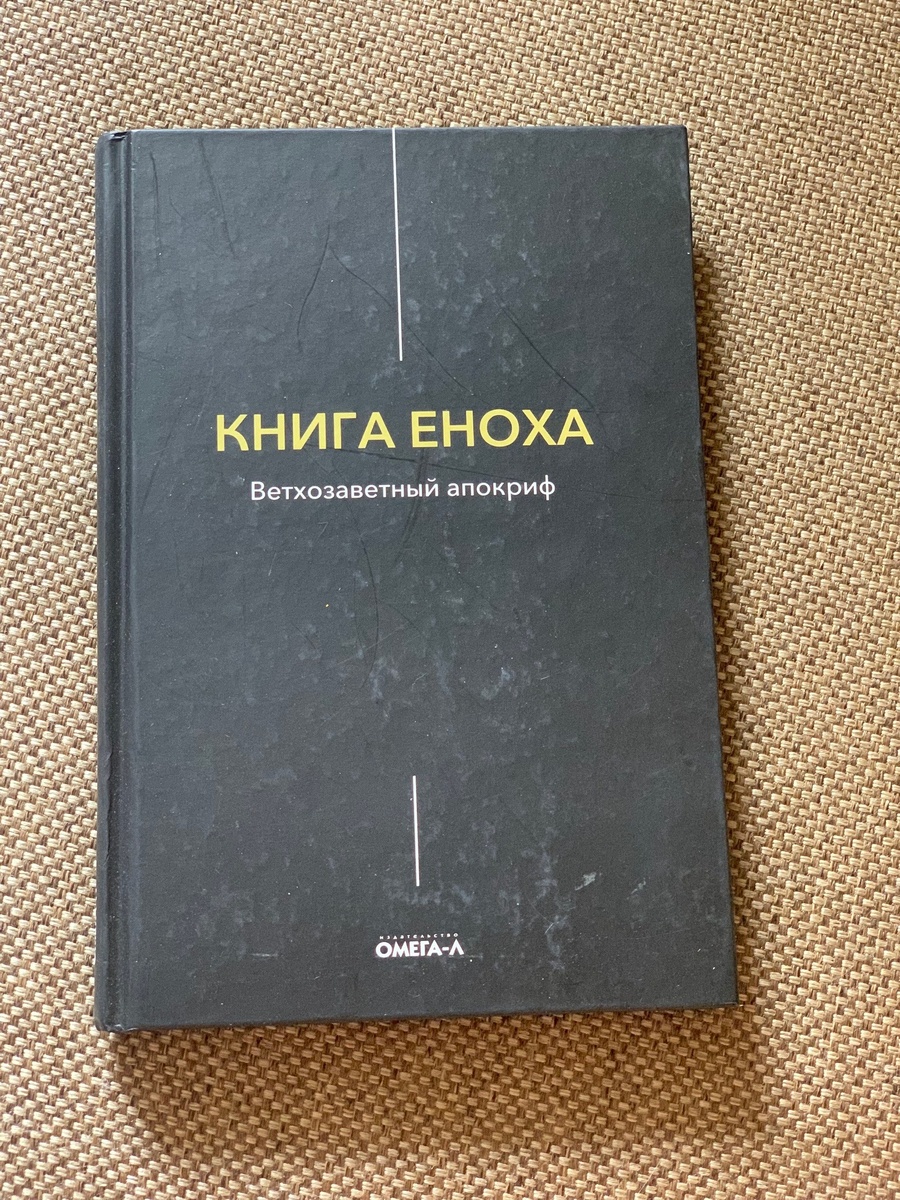 КНИГА ЕНОХА
Ветхозаветный апокриф
ИЗДАТЕЛЬСТВО
ОМЕГА-Л